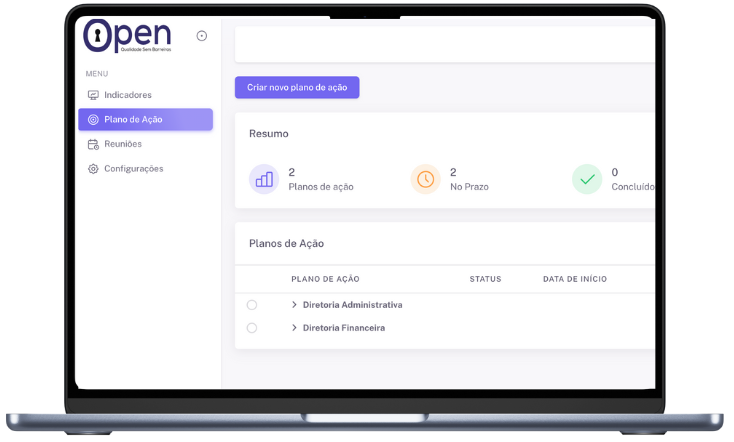 Open
Qualidade Sem Barreiras
MENU
Indicadores
Plano de Ação
Reuniões
Configurações
Criar novo plano de ação
Resumo
2
Planos de ação
2
No Prazo
0
Concluído
Planos de Ação
PLANO DE AÇÃO STATUS DATA DE INÍCIO
Diretoria Administrativa
Diretoria Financeira